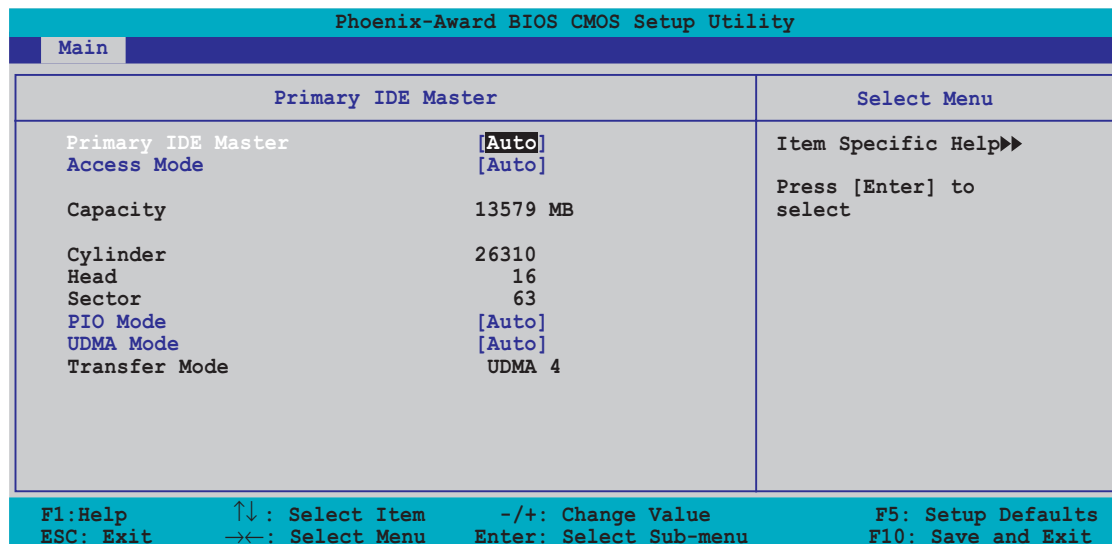 Phoenix-Award BIOS CMOS Setup Utility
Main
Primary IDE Master
Select Menu
Primary IDE Master [Auto]
Access Mode [Auto]
Capacity 13579 MB
Cylinder 26310
Head 16
Sector 63
PIO Mode [Auto]
UDMA Mode [Auto]
Transfer Mode UDMA 4
Item Specific Help▶▶
Press [Enter] to
select
F1:Help ↑↓ : Select Item -/+: Change Value F5: Setup Defaults
ESC: Exit →←: Select Menu Enter: Select Sub-menu F10: Save and Exit